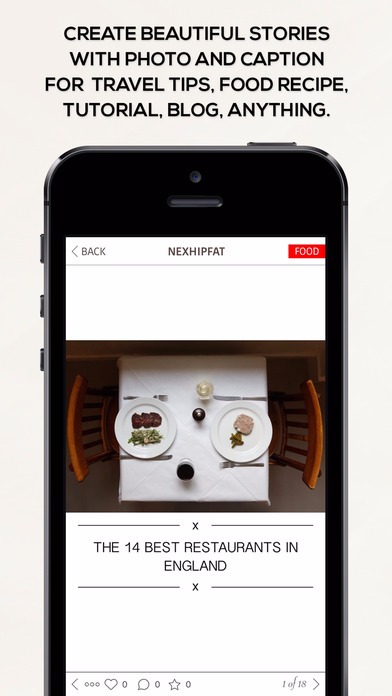 CREATE BEAUTIFUL STORIES
WITH PHOTO AND CAPTION
FOR TRAVEL TIPS, FOOD RECIPE,
TUTORIAL, BLOG, ANYTHING.
BACK NEXHIPFAT FOOD
x
THE 14 BEST RESTAURANTS IN
ENGLAND
x
0 0 0 1 of 18